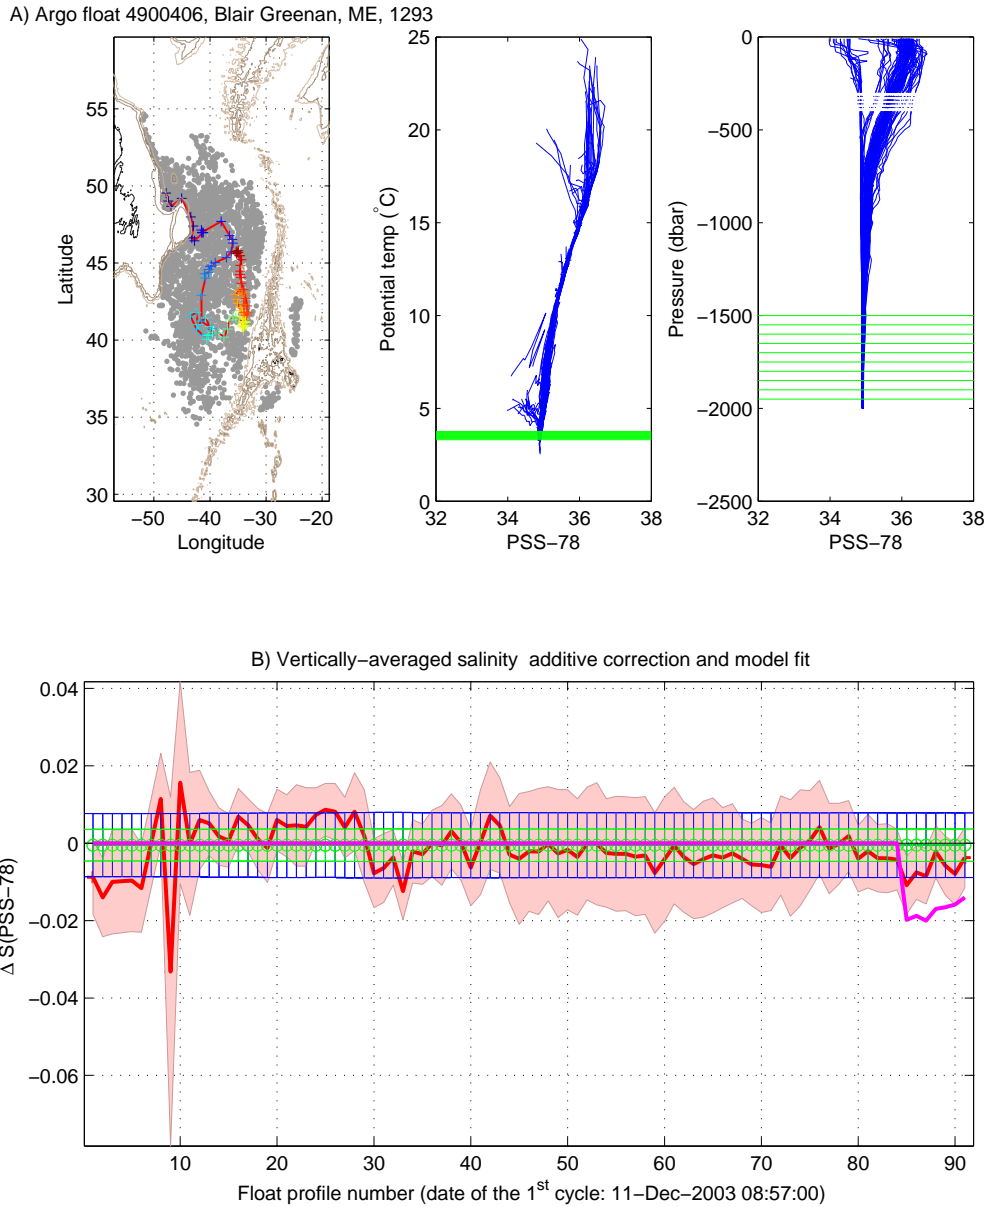 A) Argo float 4900406, Blair Greenan, ME, 1293
55
50
45
40
35
30
Latitude
−50 −40 −30 −20
Longitude
25
20
15
10
5
0
Potential temp (°C)
32 34 36 38
PSS−78
0
−500
−1000
−1500
−2000
−2500
Pressure (dbar)
32 34 36 38
PSS−78
B) Vertically−averaged salinity additive correction and model fit
0.04
0.02
0
−0.02
−0.04
−0.06
Δ S(PSS−78)
10 20 30 40 50 60 70 80 90
Float profile number (date of the 1st cycle: 11−Dec−2003 08:57:00)